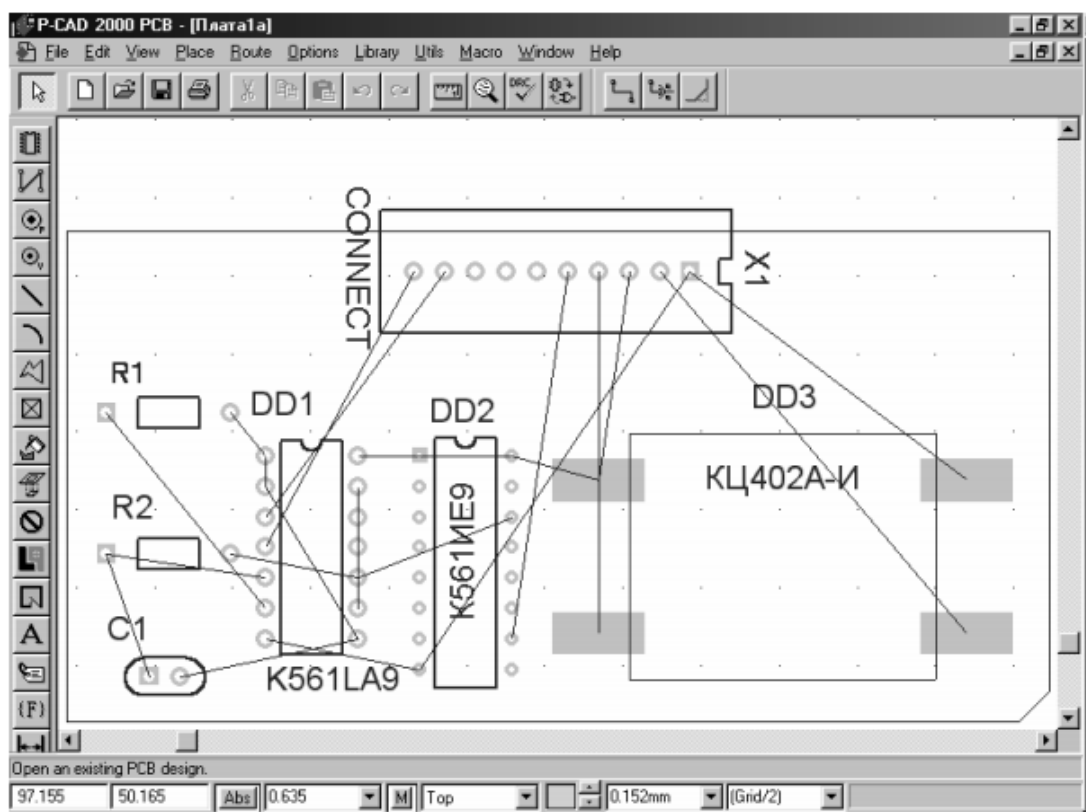 P-CAD 2000 PCB - [Плата1а]
File Edit View Place Route Options Library Utils Macro Window Help
DRC
CONNECT
X1
R1
DD1
DD2
DD3
КЦ402А-И
R2
К561ИЕ9
C1
K561LA9
A
{F}
Open an existing PCB design.
97.155 50.165 Abs 0.635 M Top 0.152mm (Grid/2)